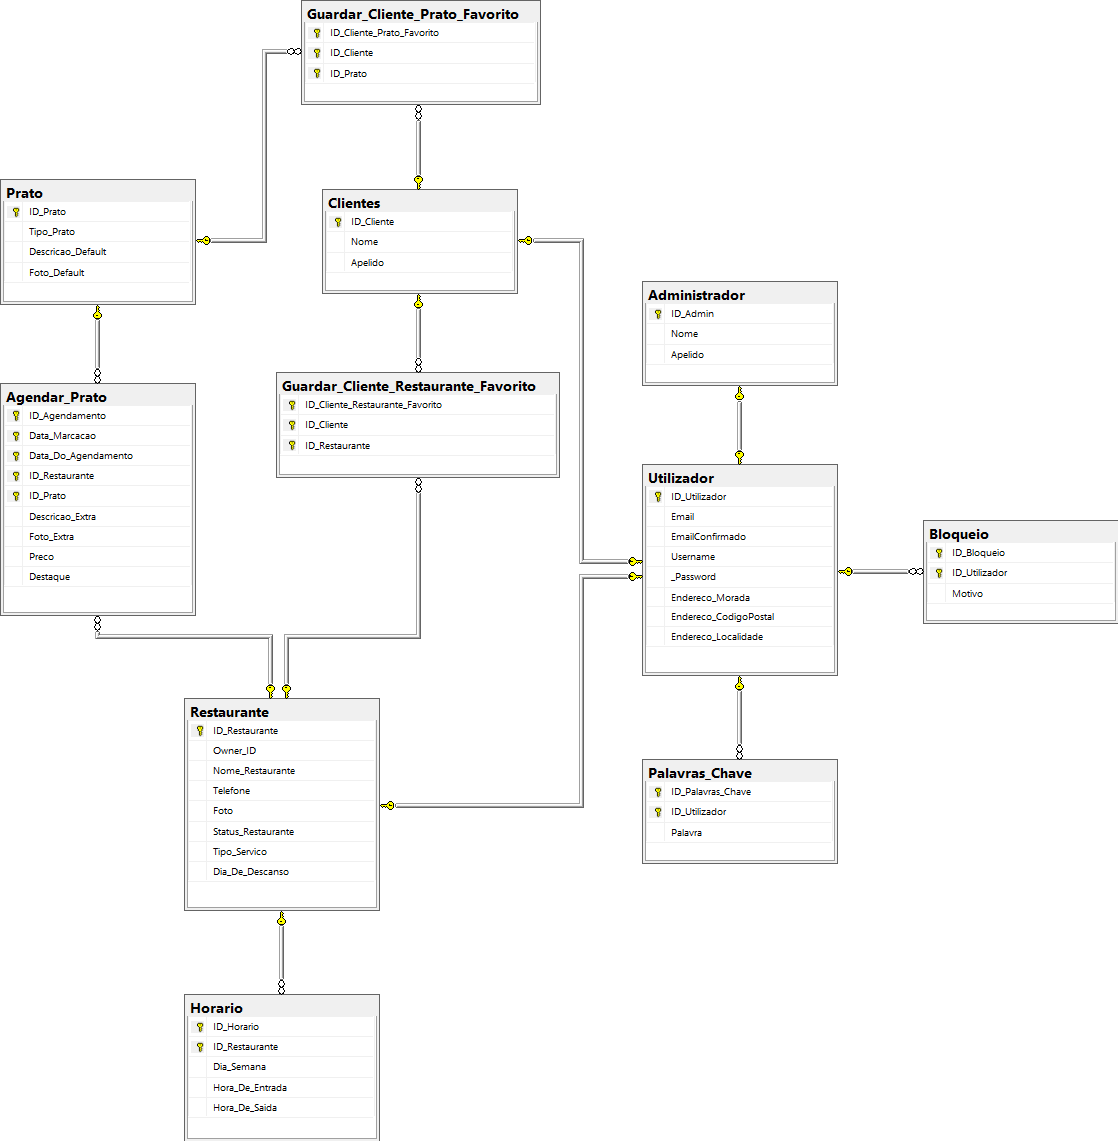 Guardar_Cliente_Prato_Favorito
ID_Cliente_Prato_Favorito
ID_Cliente
ID_Prato
Prato
ID_Prato
Tipo_Prato
Descricao_Default
Foto_Default
Clientes
ID_Cliente
Nome
Apelido
Administrador
ID_Admin
Nome
Apelido
Agendar_Prato
ID_Agendamento
Data_Marcacao
Data_Do_Agendamento
ID_Restaurante
ID_Prato
Descricao_Extra
Foto_Extra
Preco
Destaque
Guardar_Cliente_Restaurante_Favorito
ID_Cliente_Restaurante_Favorito
ID_Cliente
ID_Restaurante
Utilizador
ID_Utilizador
Email
EmailConfirmado
Username
_Password
Endereco_Morada
Endereco_CodigoPostal
Endereco_Localidade
Bloqueio
ID_Bloqueio
ID_Utilizador
Motivo
Restaurante
ID_Restaurante
Owner_ID
Nome_Restaurante
Telefone
Foto
Status_Restaurante
Tipo_Servico
Dia_De_Descanso
Palavras_Chave
ID_Palavras_Chave
ID_Utilizador
Palavra
Horario
ID_Horario
ID_Restaurante
Dia_Semana
Hora_De_Entrada
Hora_De_Saida